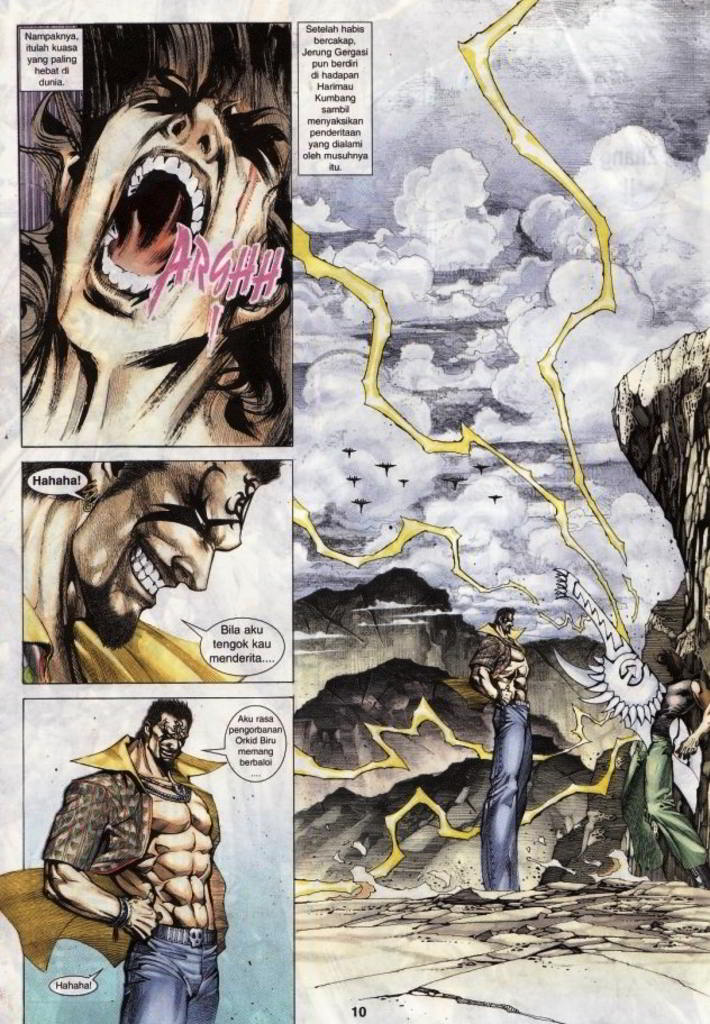 Nampaknya,
itulah kuasa
yang paling
hebat di
dunia.
Setelah habis
bercakap,
Jerung Gergasi
pun berdiri
di hadapan
Harimau
Kumbang
sambil
menyaksikan
penderitaan
yang dialami
oleh musuhnya
itu.
ARGHH
!
Hahaha!
Bila aku
tengok kau
menderita....
Aku rasa
pengorbanan
Orkid Biru
memang
berbaloi
....
Hahaha!
10